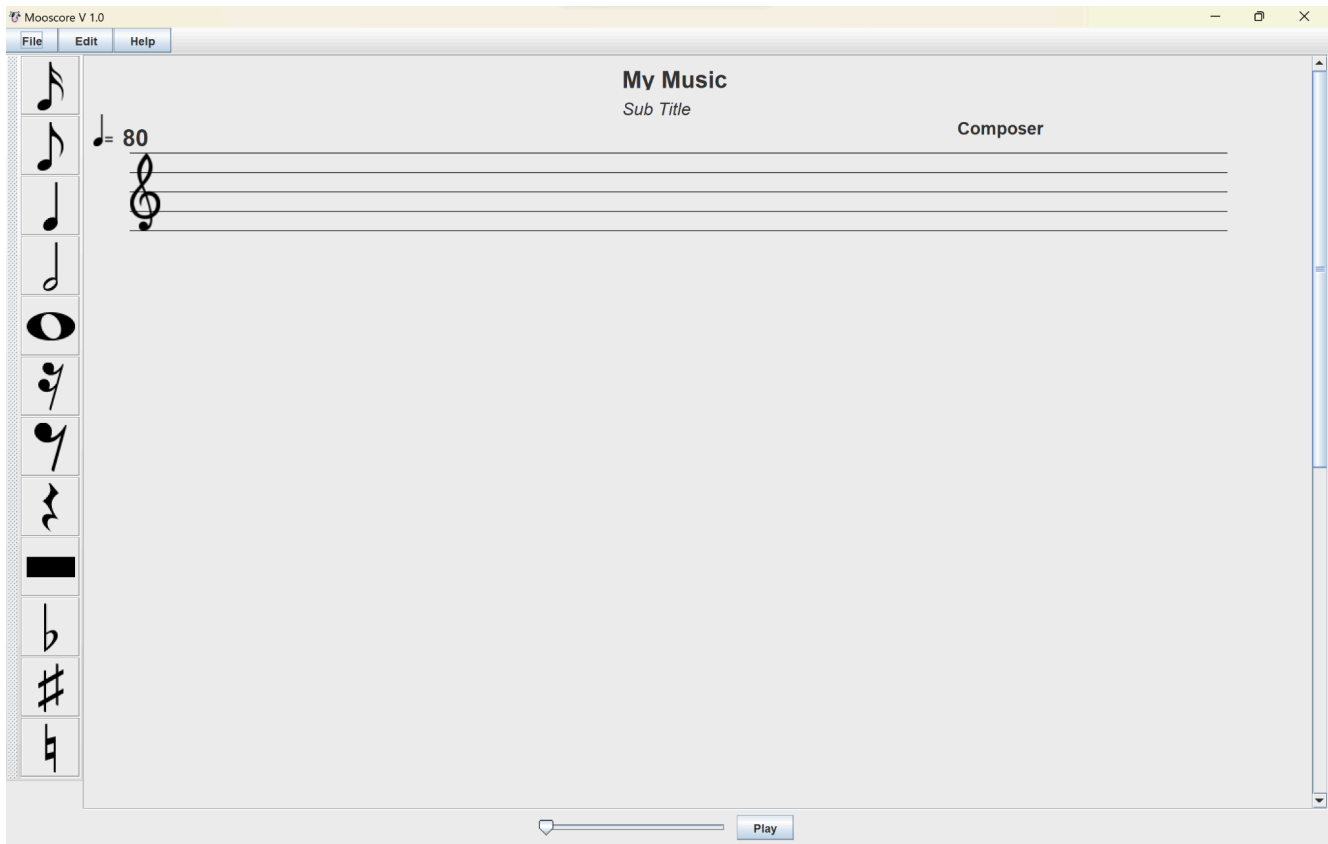 Mooscore V 1.0
File Edit Help
My Music
Sub Title
= 80
Composer
Play